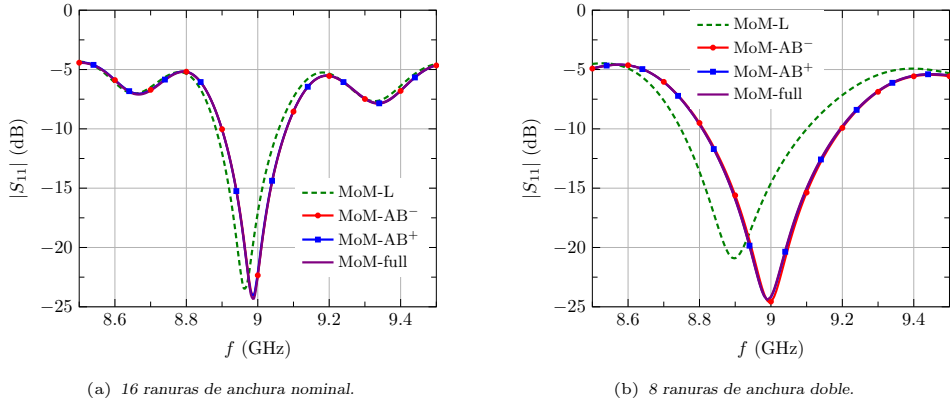 0
−5
−10
−15
−20
−25
|S₁₁| (dB)
8.6
8.8
9
9.2
9.4
f (GHz)
MoM-L
MoM-AB⁻
MoM-AB⁺
MoM-full
(a) 16 ranuras de anchura nominal.
0
−5
−10
−15
−20
−25
|S₁₁| (dB)
8.6
8.8
9
9.2
9.4
f (GHz)
MoM-L
MoM-AB⁻
MoM-AB⁺
MoM-full
(b) 8 ranuras de anchura doble.